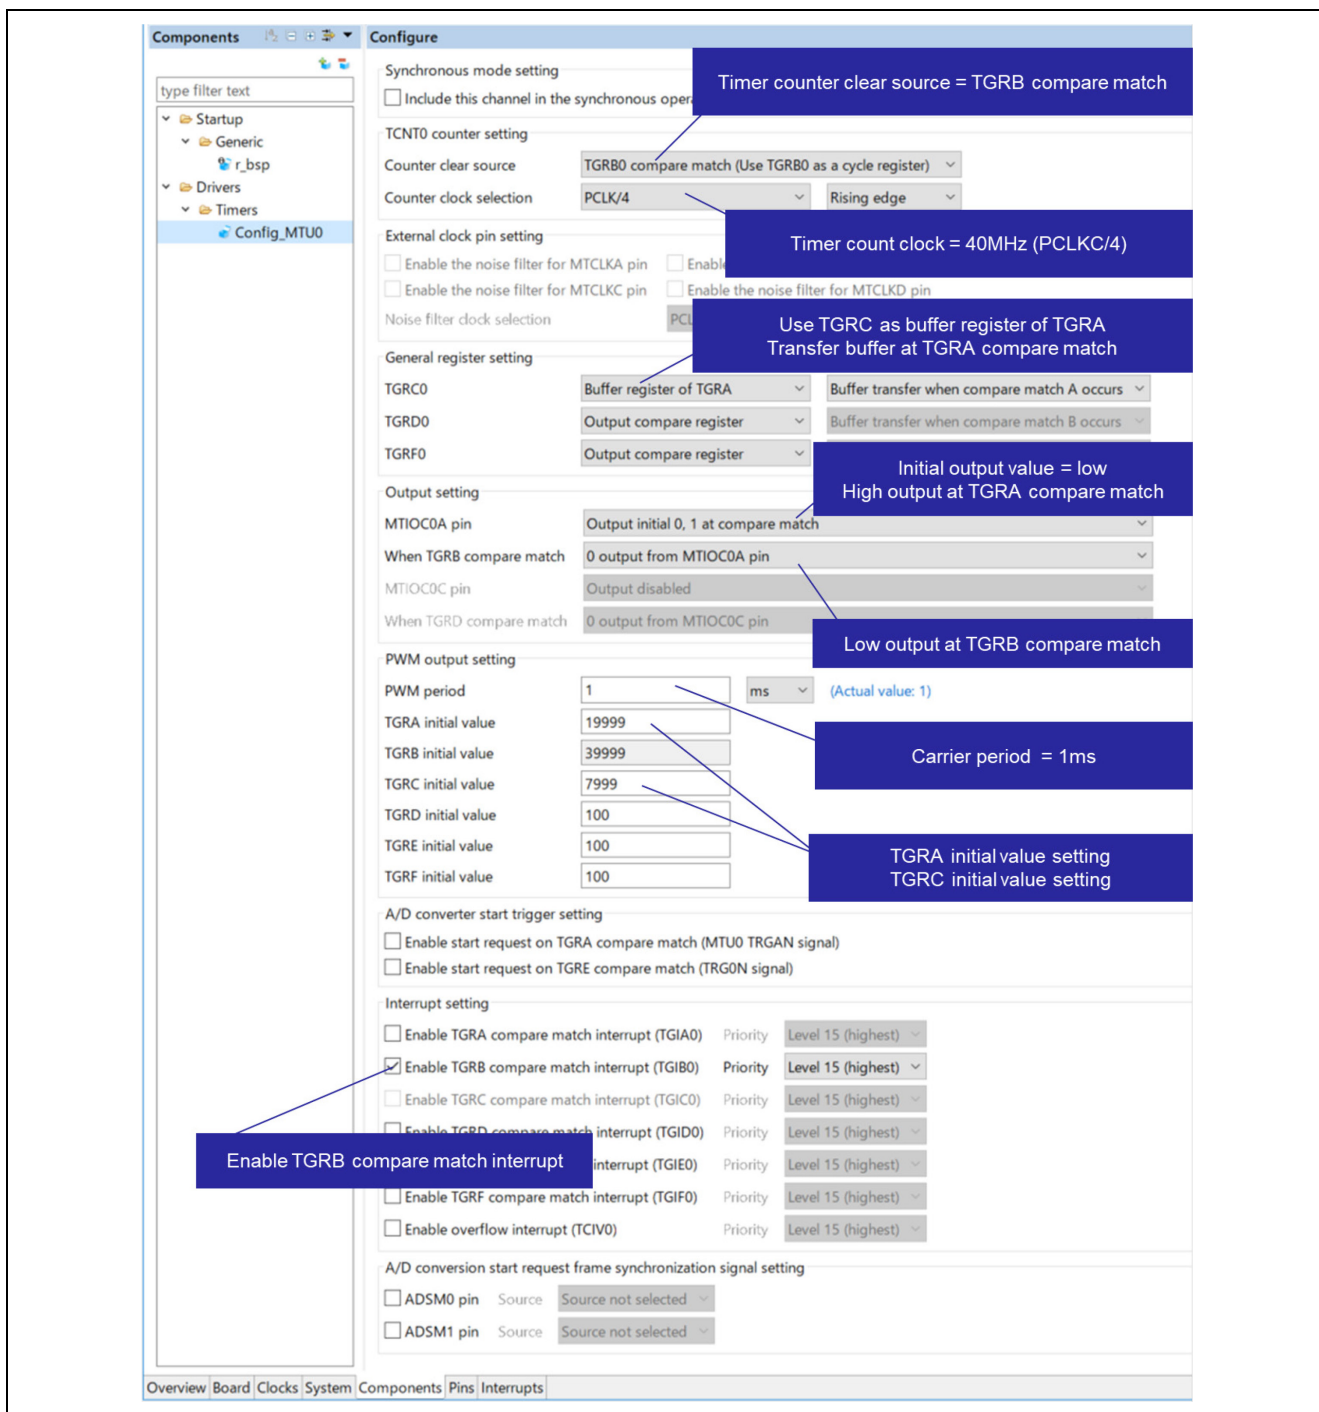 Components
Configure
type filter text
Startup
Generic
r_bsp
Drivers
Timers
Config_MTU0
Synchronous mode setting
Include this channel in the synchronous oper
Timer counter clear source = TGRB compare match
TCNT0 counter setting
Counter clear source TGRB0 compare match (Use TGRB0 as a cycle register)
Counter clock selection PCLK/4 Rising edge
Timer count clock = 40MHz (PCLKC/4)
External clock pin setting
Enable the noise filter for MTCLKA pin Enabl
Enable the noise filter for MTCLKC pin Enable the noise filter for MTCLKD pin
Noise filter clock selection PCL
Use TGRC as buffer register of TGRA
Transfer buffer at TGRA compare match
General register setting
TGRC0 Buffer register of TGRA Buffer transfer when compare match A occurs
TGRD0 Output compare register Buffer transfer when compare match B occurs
TGRF0 Output compare register
Initial output value = low
High output at TGRA compare match
Output setting
MTIOC0A pin Output initial 0, 1 at compare match
When TGRB compare match 0 output from MTIOC0A pin
MTIOC0C pin Output disabled
When TGRD compare match 0 output from MTIOC0C pin
Low output at TGRB compare match
PWM output setting
PWM period 1 ms (Actual value: 1)
TGRA initial value 19999
TGRB initial value 39999
Carrier period = 1ms
TGRC initial value 7999
TGRD initial value 100
TGRE initial value 100
TGRF initial value 100
TGRA initial value setting
TGRC initial value setting
A/D converter start trigger setting
Enable start request on TGRA compare match (MTU0 TRGAN signal)
Enable start request on TGRE compare match (TRG0N signal)
Interrupt setting
Enable TGRA compare match interrupt (TGIA0) Priority Level 15 (highest)
Enable TGRB compare match interrupt (TGIB0) Priority Level 15 (highest)
Enable TGRC compare match interrupt (TGIC0) Priority Level 15 (highest)
Enable TGRD compare match interrupt (TGID0) Priority Level 15 (highest)
Enable TGRB compare match interrupt
interrupt (TGIE0) Priority Level 15 (highest)
Enable TGRF compare match interrupt (TGIF0) Priority Level 15 (highest)
Enable overflow interrupt (TCIV0) Priority Level 15 (highest)
A/D conversion start request frame synchronization signal setting
ADSM0 pin Source Source not selected
ADSM1 pin Source Source not selected
Overview Board Clocks System Components Pins Interrupts